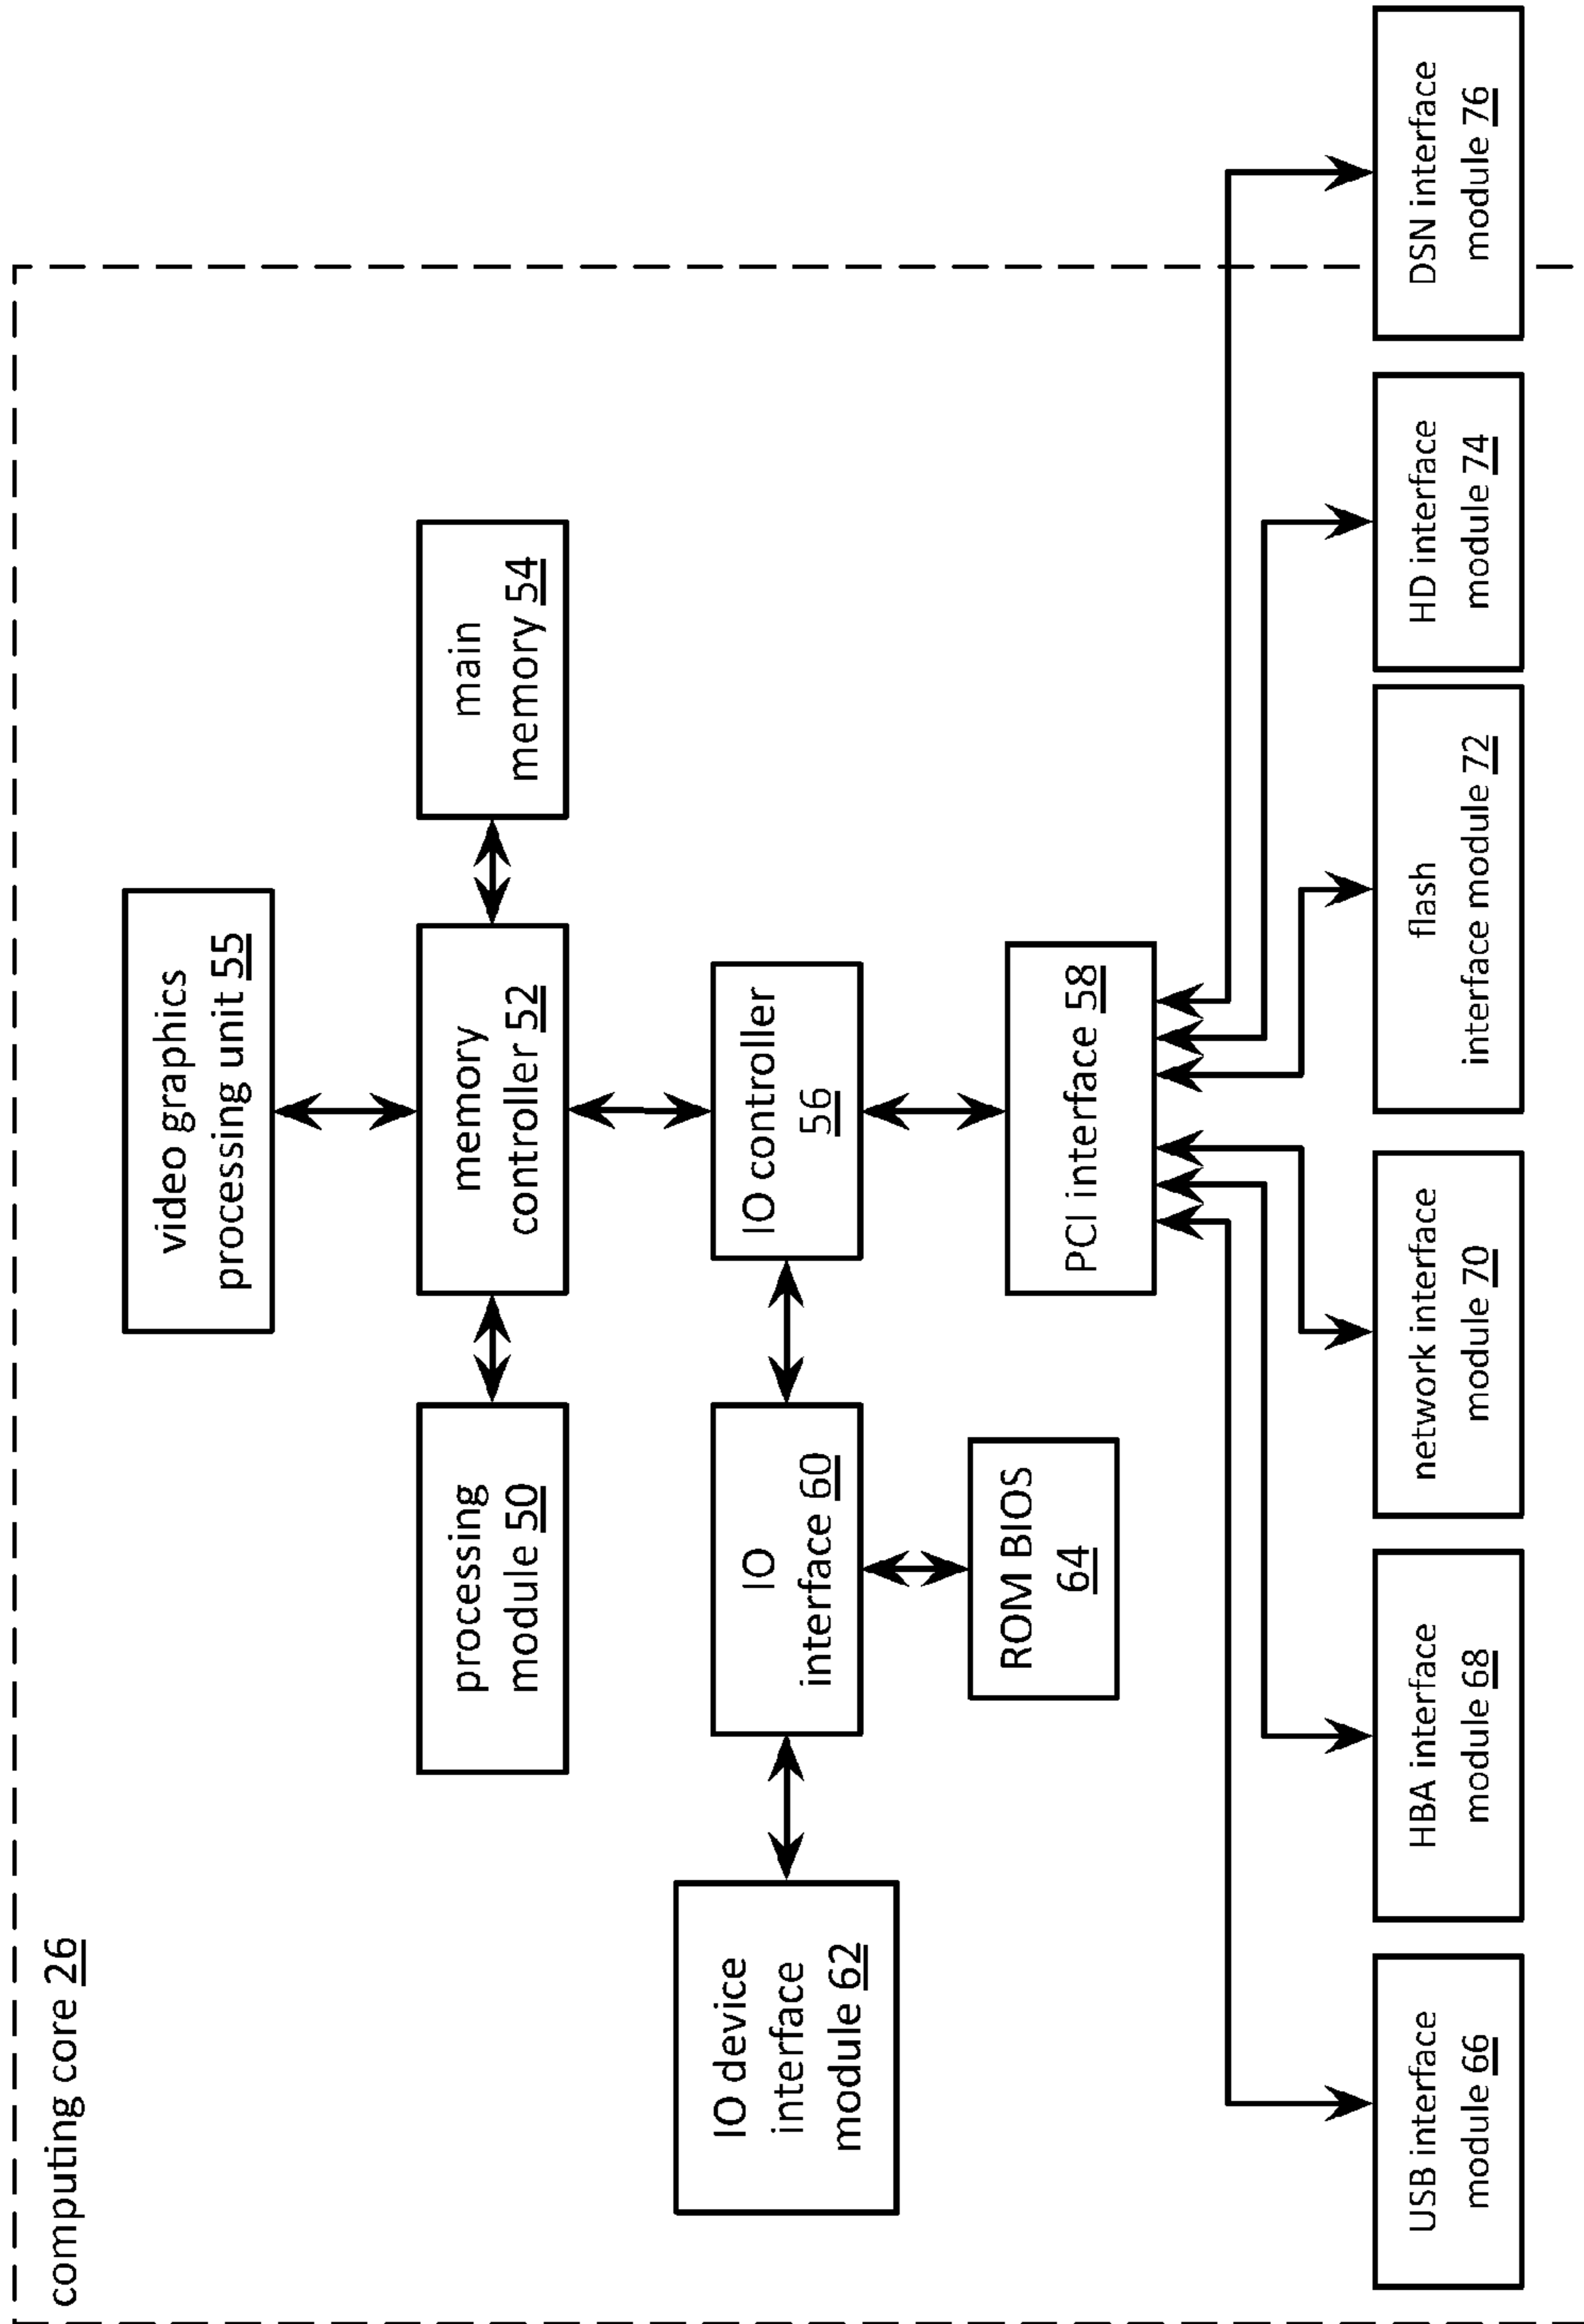 computing core 26
video graphics
processing unit 55
processing
module 50
memory
controller 52
main
memory 54
IO device
interface
module 62
IO
interface 60
IO controller
56
ROM BIOS
64
PCI interface 58
USB interface
module 66
HBA interface
module 68
network interface
module 70
flash
interface module 72
HD interface
module 74
DSN interface
module 76